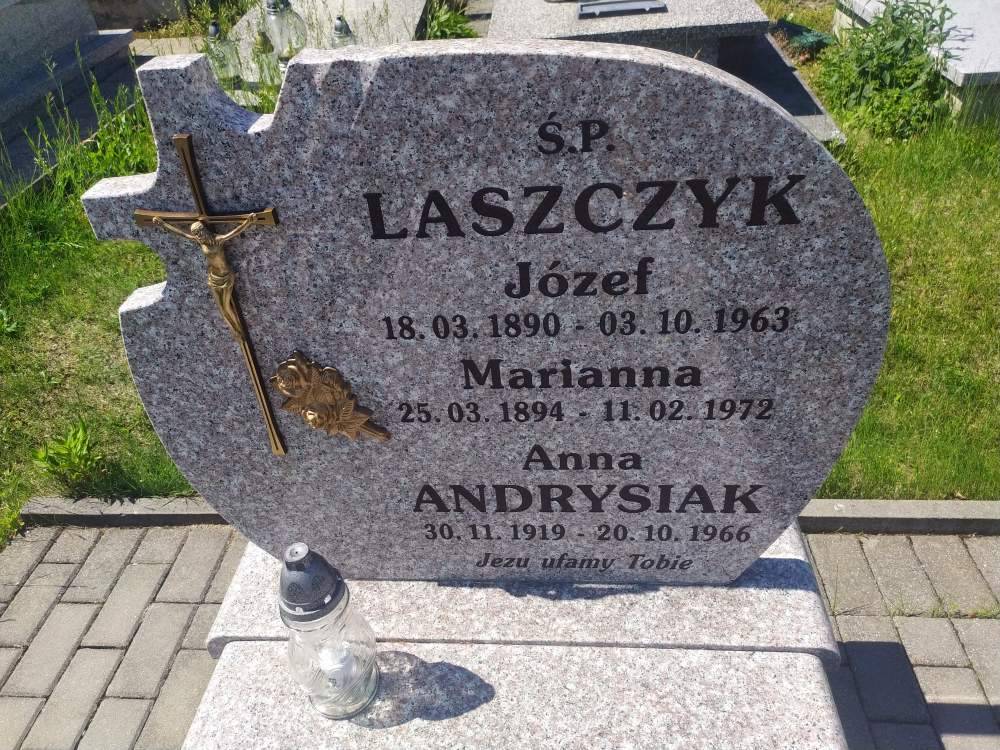 Ś.P.
LASZCZYK
Józef
18. 03. 1890 - 03. 10. 1963
Marianna
25. 03. 1894 - 11. 02. 1972
Anna
ANDRYSIAK
30. 11. 1919 - 20. 10. 1966
Jezu ufamy Tobie